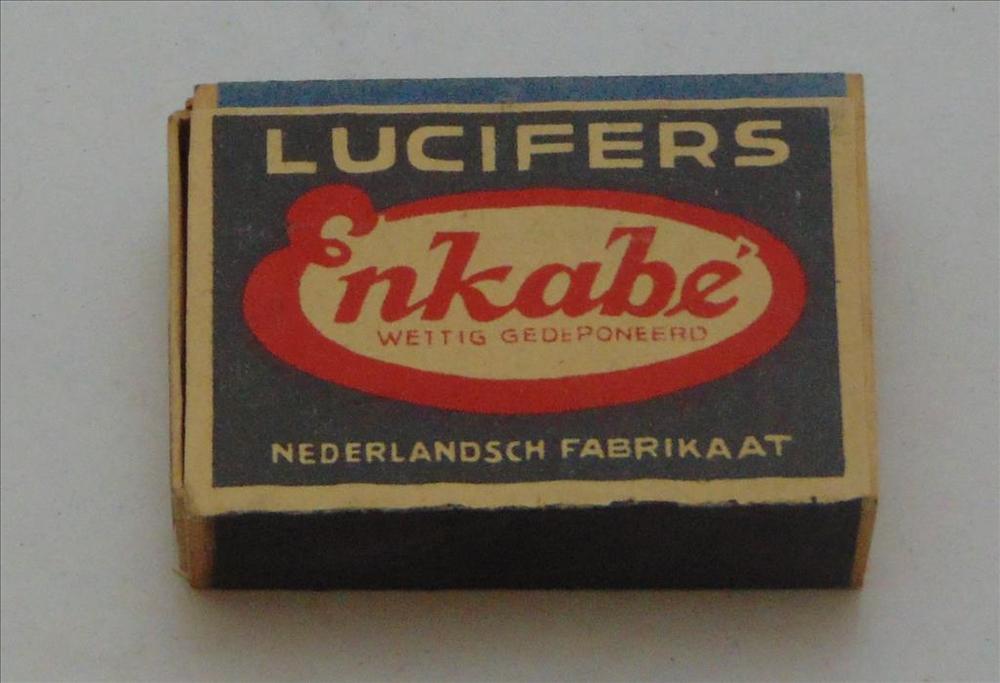 LUCIFERS
Enkabé
WETTIG GEDEPONEERD
NEDERLANDSCH FABRIKAAT